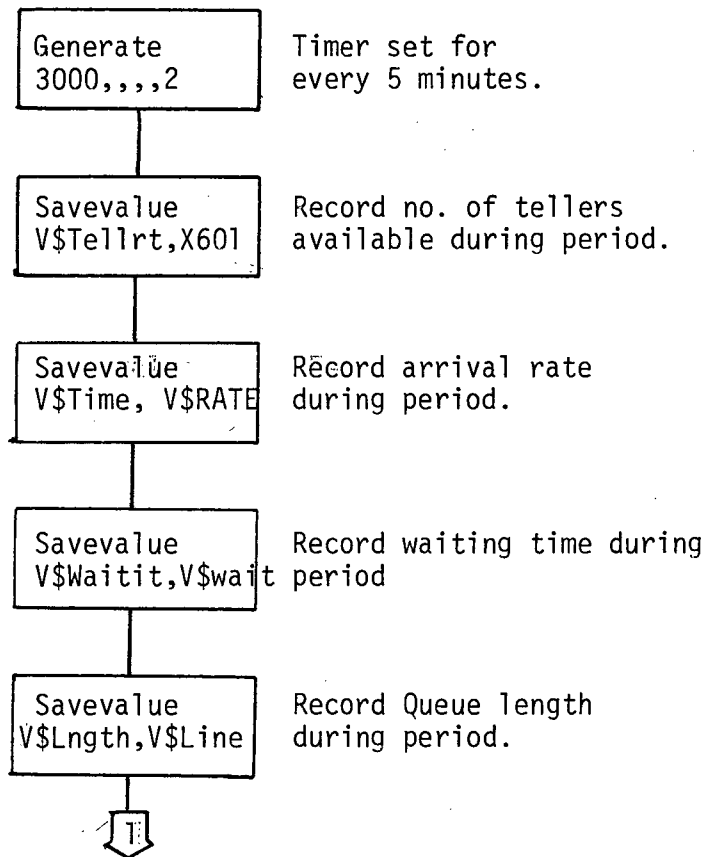 Generate
3000,,,,2
Timer set for
every 5 minutes.
Savevalue
V$Tellrt,X601
Record no. of tellers
available during period.
Savevalue
V$Time, V$RATE
Record arrival rate
during period.
Savevalue
V$Waitit,V$wait
Record waiting time during
period
Savevalue
V$Lngth,V$Line
Record Queue length
during period.
1